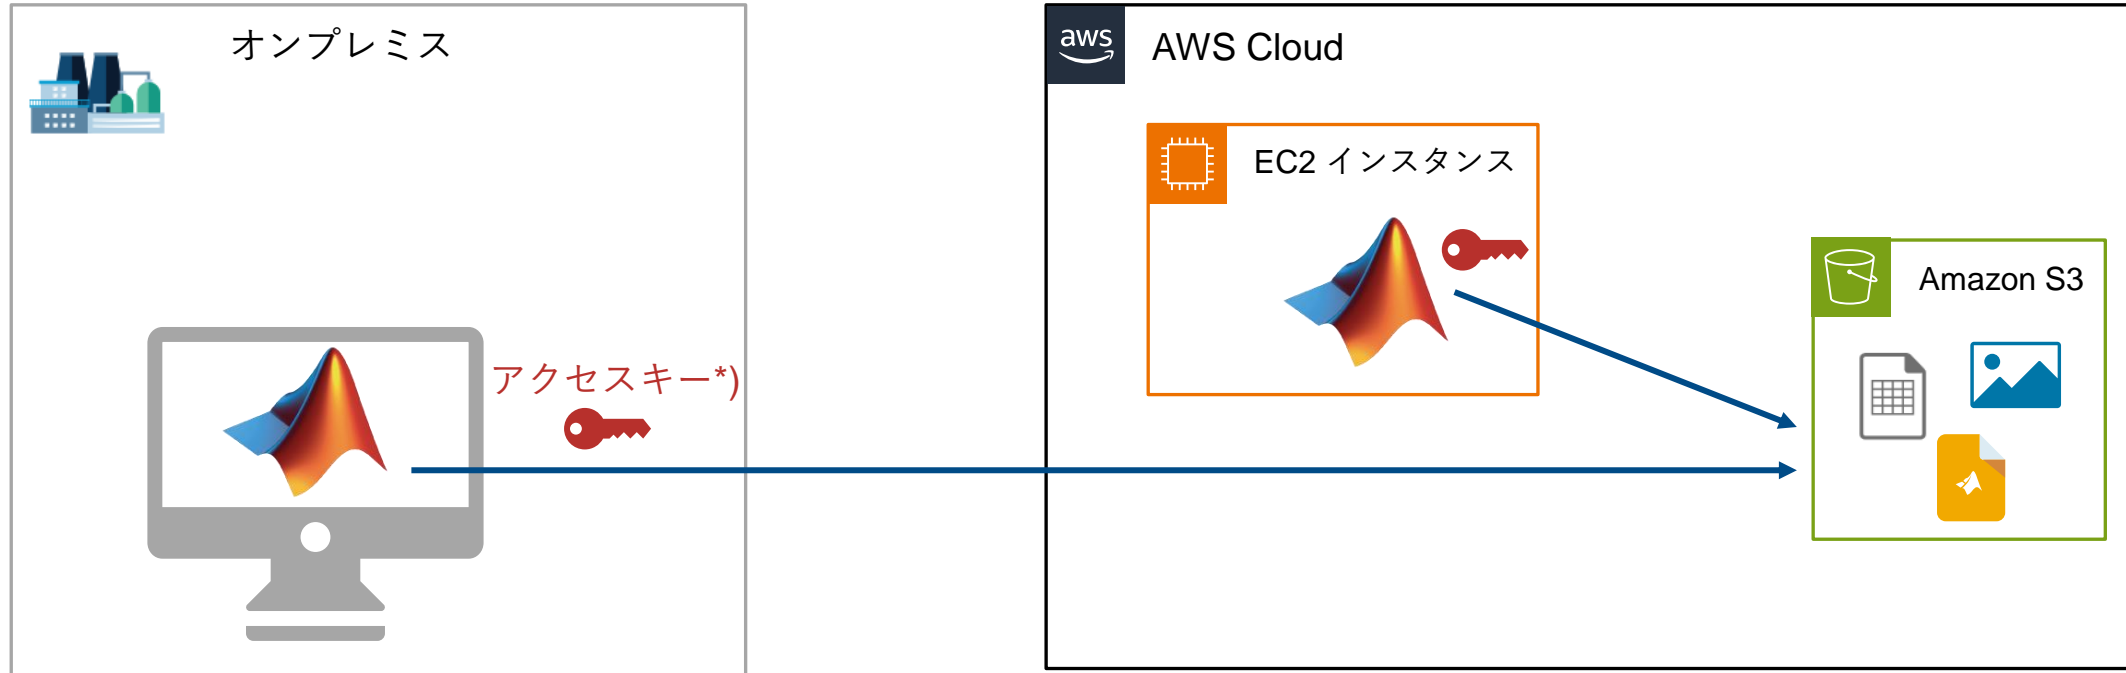 オンプレミス
アクセスキー*)
aws
AWS Cloud
EC2 インスタンス
Amazon S3